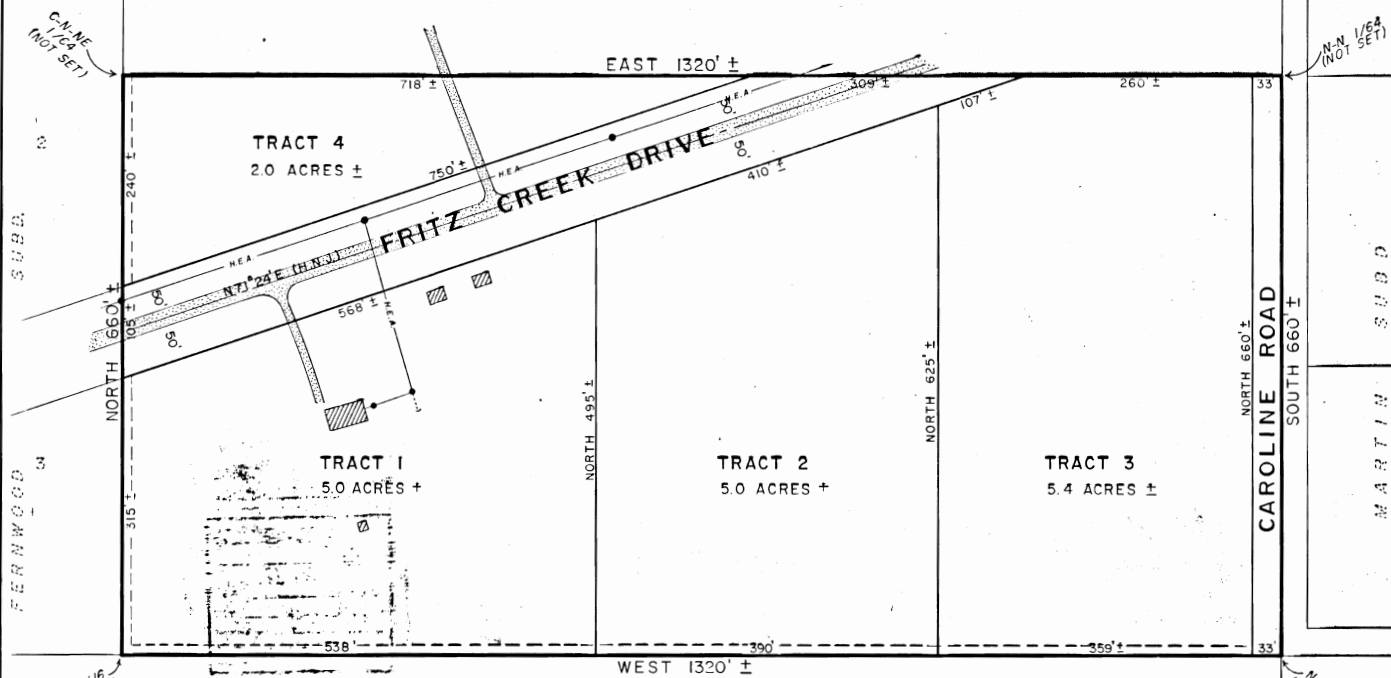 C-N-NE
1/64
(NOT SET)
N-N 1/64
(NOT SET)
EAST 1320' ±
718' ±
309' ±
260' ±
33'
107' ±
TRACT 4
2.0 ACRES ±
240' ±
750' ±
H.E.A.
H.E.A.
H.E.A.
50'
50'
410' ±
FRITZ CREEK DRIVE
N 71°24' E (H.N.J.)
50'
50'
105' ±
568' ±
H.E.A.
NORTH 660' ±
2
SUBD.
3
FERNWOOD
315' ±
NORTH 495' ±
NORTH 625' ±
NORTH 660' ±
CAROLINE ROAD
SOUTH 660' ±
MARTIN SUBD
TRACT 1
5.0 ACRES +
TRACT 2
5.0 ACRES +
TRACT 3
5.4 ACRES ±
538'
390'
359' ±
33'
WEST 1320' ±